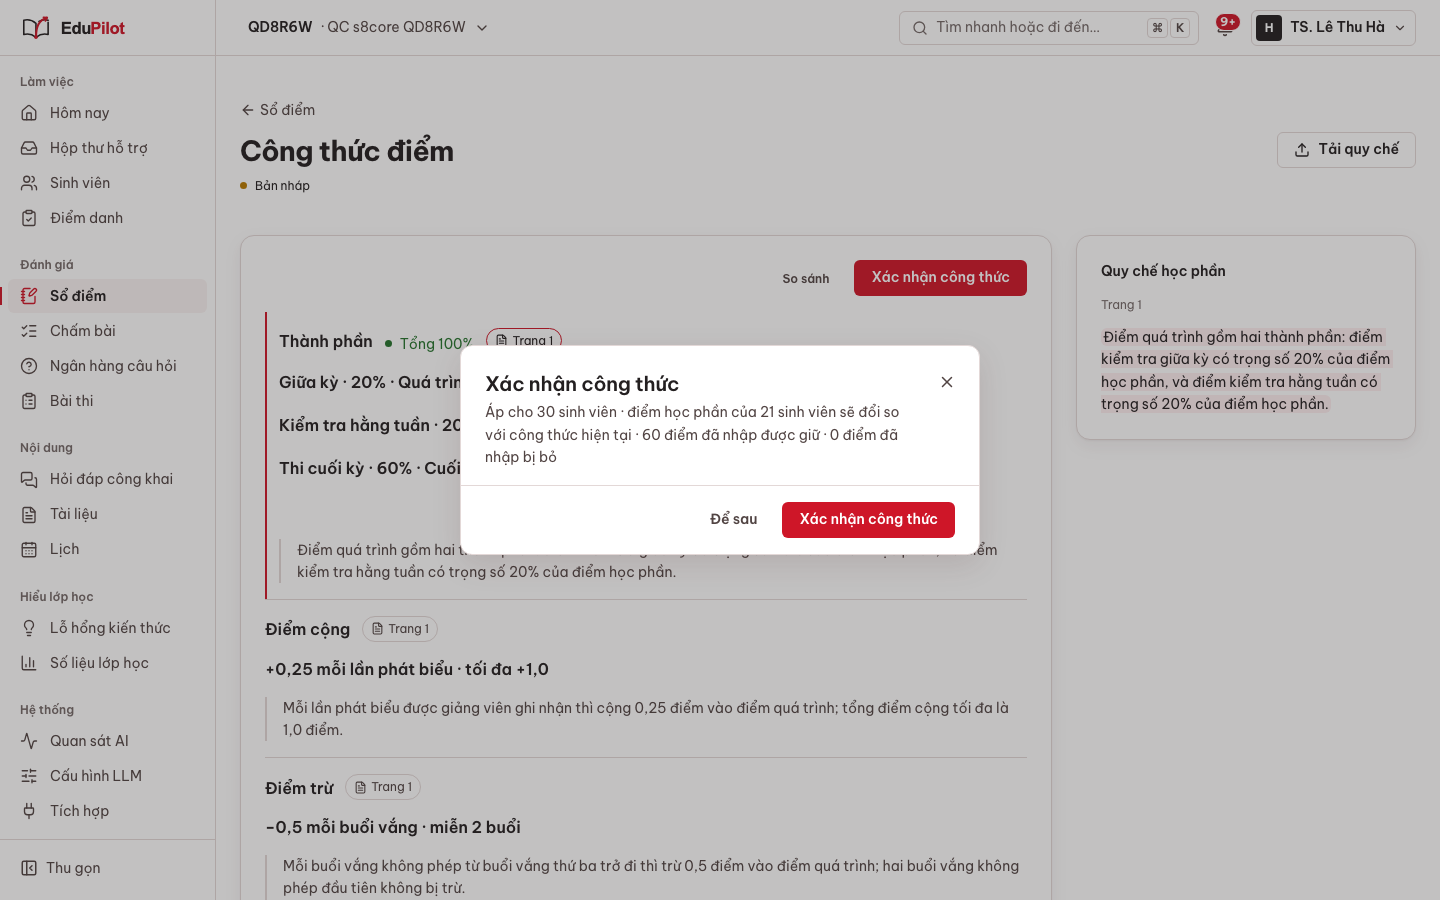 EduPilot
QD8R6W · QC s8core QD8R6W
Tìm nhanh hoặc đi đến...
⌘ K
9+
H TS. Lê Thu Hà
Làm việc
Hôm nay
Hộp thư hỗ trợ
Sinh viên
Điểm danh
Đánh giá
Sổ điểm
Chấm bài
Ngân hàng câu hỏi
Bài thi
Nội dung
Hỏi đáp công khai
Tài liệu
Lịch
Hiểu lớp học
Lỗ hổng kiến thức
Số liệu lớp học
Hệ thống
Quan sát AI
Cấu hình LLM
Tích hợp
Thu gọn
Sổ điểm
Công thức điểm
Bản nháp
Tải quy chế
So sánh
Xác nhận công thức
Thành phần
Tổng 100%
Trang 1
Giữa kỳ · 20% · Quá trìn
Kiểm tra hằng tuần · 20
Thi cuối kỳ · 60% · Cuối
Điểm quá trình gồm hai
kiểm tra hằng tuần có trọng số 20% của điểm học phần.
Xác nhận công thức
Áp cho 30 sinh viên · điểm học phần của 21 sinh viên sẽ đổi so
với công thức hiện tại · 60 điểm đã nhập được giữ · 0 điểm đã
nhập bị bỏ
Để sau
Xác nhận công thức
Điểm cộng
Trang 1
+0,25 mỗi lần phát biểu · tối đa +1,0
Mỗi lần phát biểu được giảng viên ghi nhận thì cộng 0,25 điểm vào điểm quá trình; tổng điểm cộng tối đa là
1,0 điểm.
Điểm trừ
Trang 1
−0,5 mỗi buổi vắng · miễn 2 buổi
Mỗi buổi vắng không phép từ buổi vắng thứ ba trở đi thì trừ 0,5 điểm vào điểm quá trình; hai buổi vắng không
phép đầu tiên không bị trừ.
Quy chế học phần
Trang 1
Điểm quá trình gồm hai thành phần: điểm
kiểm tra giữa kỳ có trọng số 20% của điểm
học phần, và điểm kiểm tra hằng tuần có
trọng số 20% của điểm học phần.